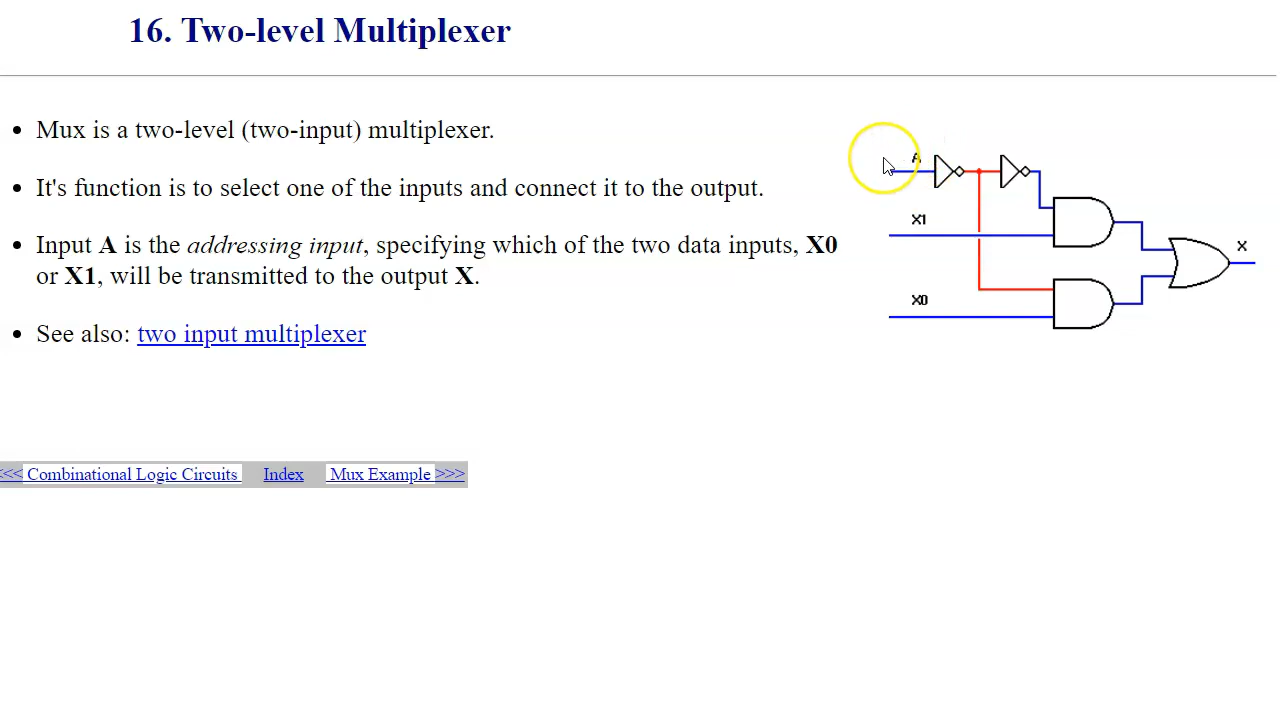 16. Two-level Multiplexer
Mux is a two-level (two-input) multiplexer.
It's function is to select one of the inputs and connect it to the output.
Input A is the addressing input, specifying which of the two data inputs, X0
or X1, will be transmitted to the output X.
See also: two input multiplexer
A
X1
X0
X
<<< Combinational Logic Circuits Index Mux Example >>>